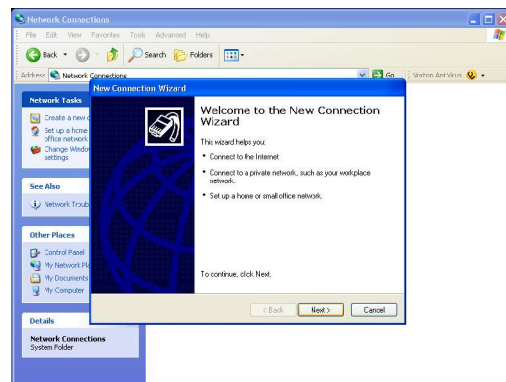 Network Connections
File Edit View Favorites Tools Advanced Help
Back Search Folders
Address Network Connections Go Norton AntiVirus
New Connection Wizard
Network Tasks
Create a new
Set up a home
office network
Change Windo
settings
See Also
Network Troub
Other Places
Control Panel
My Network Pla
My Documents
My Computer
Details
Network Connections
System Folder
Welcome to the New Connection
Wizard
This wizard helps you:
• Connect to the Internet
• Connect to a private network, such as your workplace
network.
• Set up a home or small office network.
To continue, click Next.
< Back Next > Cancel